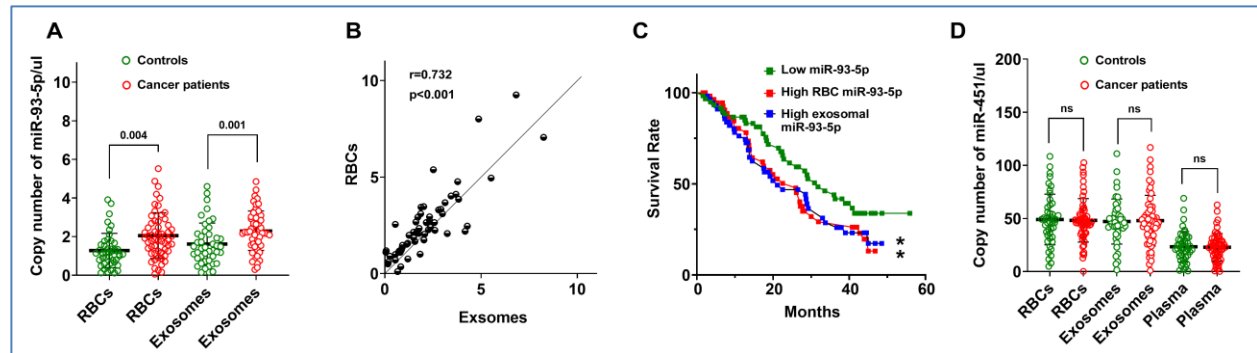 A
Controls
Cancer patients
Copy number of miR-93-5p/ul
10
8
6
4
2
0
0.004
0.001
RBCs
RBCs
Exosomes
Exosomes
B
r=0.732
p<0.001
RBCs
10
5
0
0
5
10
Exsomes
C
Low miR-93-5p
High RBC miR-93-5p
High exosomal
miR-93-5p
Survival Rate
100
50
0
0
10
20
30
40
50
60
Months
*
*
D
Controls
Cancer patients
Copy number of miR-451/ul
200
150
100
50
0
ns
ns
ns
RBCs
RBCs
Exosomes
Exosomes
Plasma
Plasma